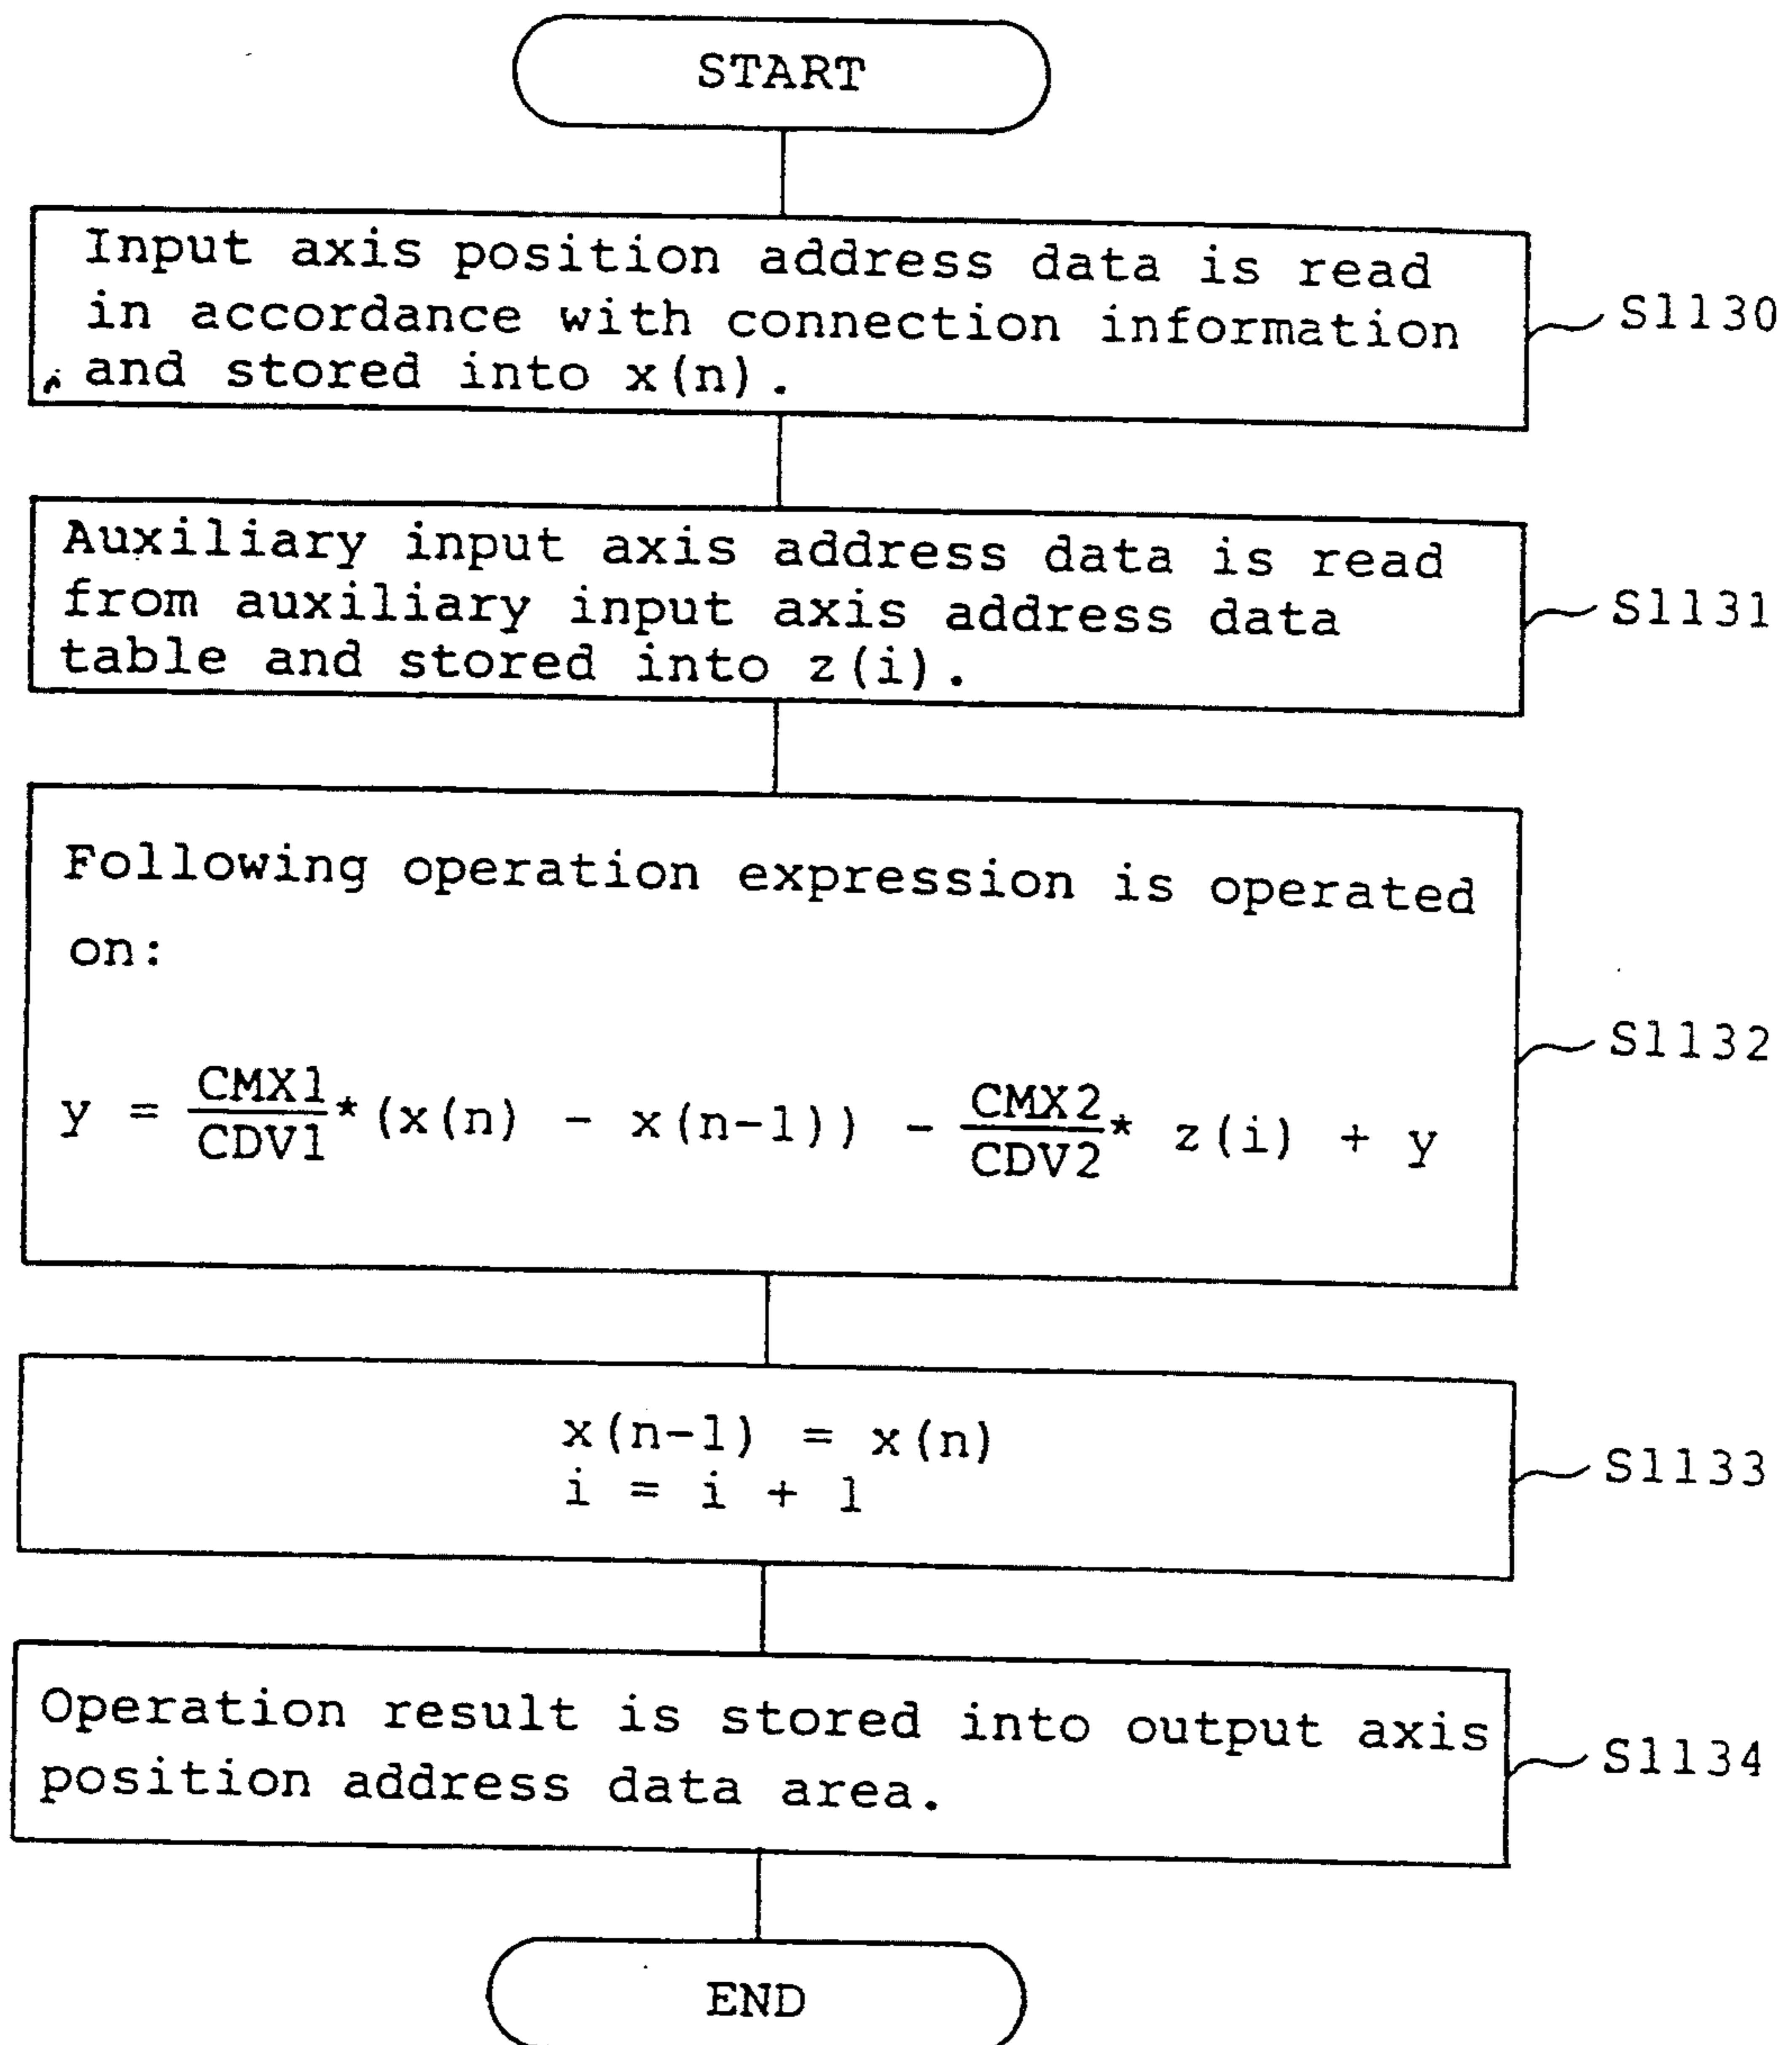 START
Input axis position address data is read
in accordance with connection information
and stored into x(n).
S1130
Auxiliary input axis address data is read
from auxiliary input axis address data
table and stored into z(i).
S1131
Following operation expression is operated
on:
y = CMX1/CDV1 * (x(n) - x(n-1)) - CMX2/CDV2 * z(i) + y
S1132
x(n-1) = x(n)
i = i + 1
S1133
Operation result is stored into output axis
position address data area.
S1134
END